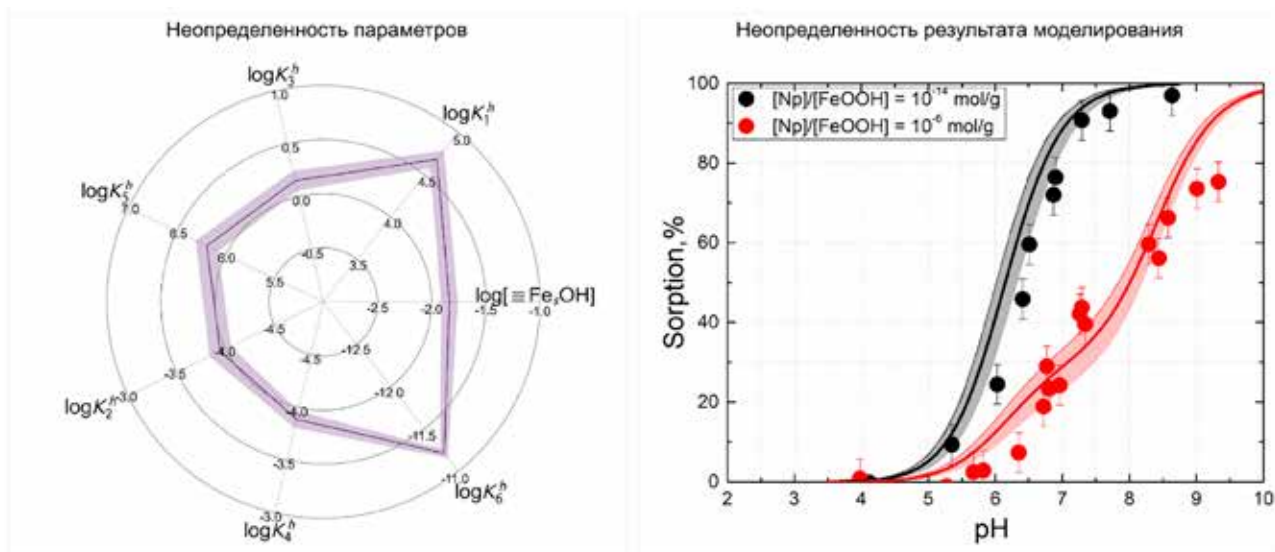 Неопределенность параметров
logK₃ʰ
1.0
0.5
0.0
-0.5
logK₁ʰ
5.0
4.5
4.0
3.5
logK₅ʰ
7.0
6.5
6.0
5.5
log[≡FeₛOH]
-2.5
-2.0
-1.5
-1.0
logK₂ʰ
-3.0
-3.5
-4.0
-4.5
logK₄ʰ
-3.0
-3.5
-4.0
-4.5
logK₆ʰ
-11.0
-11.5
-12.0
-12.5
Неопределенность результата моделирования
[Np]/[FeOOH] = 10⁻¹⁴ mol/g
[Np]/[FeOOH] = 10⁻⁶ mol/g
Sorption, %
100
80
60
40
20
0
2 3 4 5 6 7 8 9 10
pH